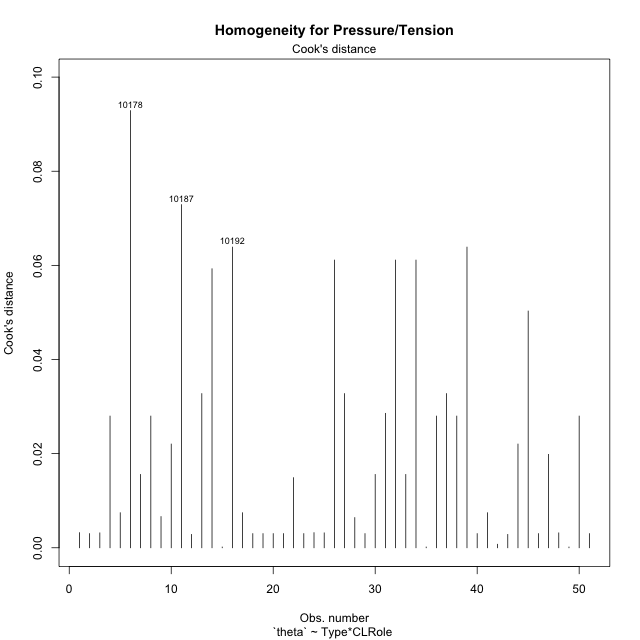 Homogeneity for Pressure/Tension
Cook's distance
0.10
0.08
0.06
0.04
0.02
0.00
Cook's distance
10178
10187
10192
0 10 20 30 40 50
Obs. number
`theta` ~ Type*CLRole